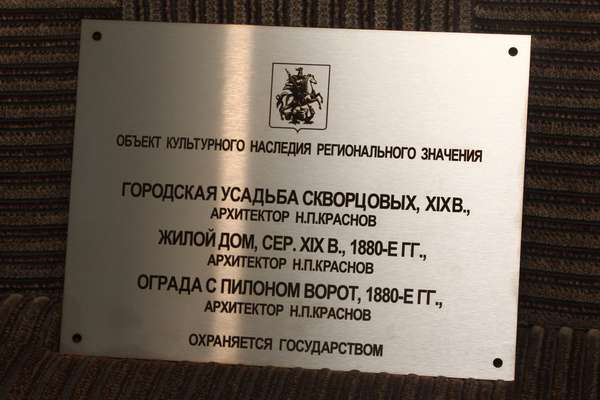 ОБЪЕКТ КУЛЬТУРНОГО НАСЛЕДИЯ РЕГИОНАЛЬНОГО ЗНАЧЕНИЯ
ГОРОДСКАЯ УСАДЬБА СКВОРЦОВЫХ, XIXВ.,
АРХИТЕКТОР Н.П.КРАСНОВ
ЖИЛОЙ ДОМ, СЕР. XIX В., 1880-Е ГГ.,
АРХИТЕКТОР Н.П.КРАСНОВ
ОГРАДА С ПИЛОНОМ ВОРОТ, 1880-Е ГГ.,
АРХИТЕКТОР Н.П.КРАСНОВ
ОХРАНЯЕТСЯ ГОСУДАРСТВОМ